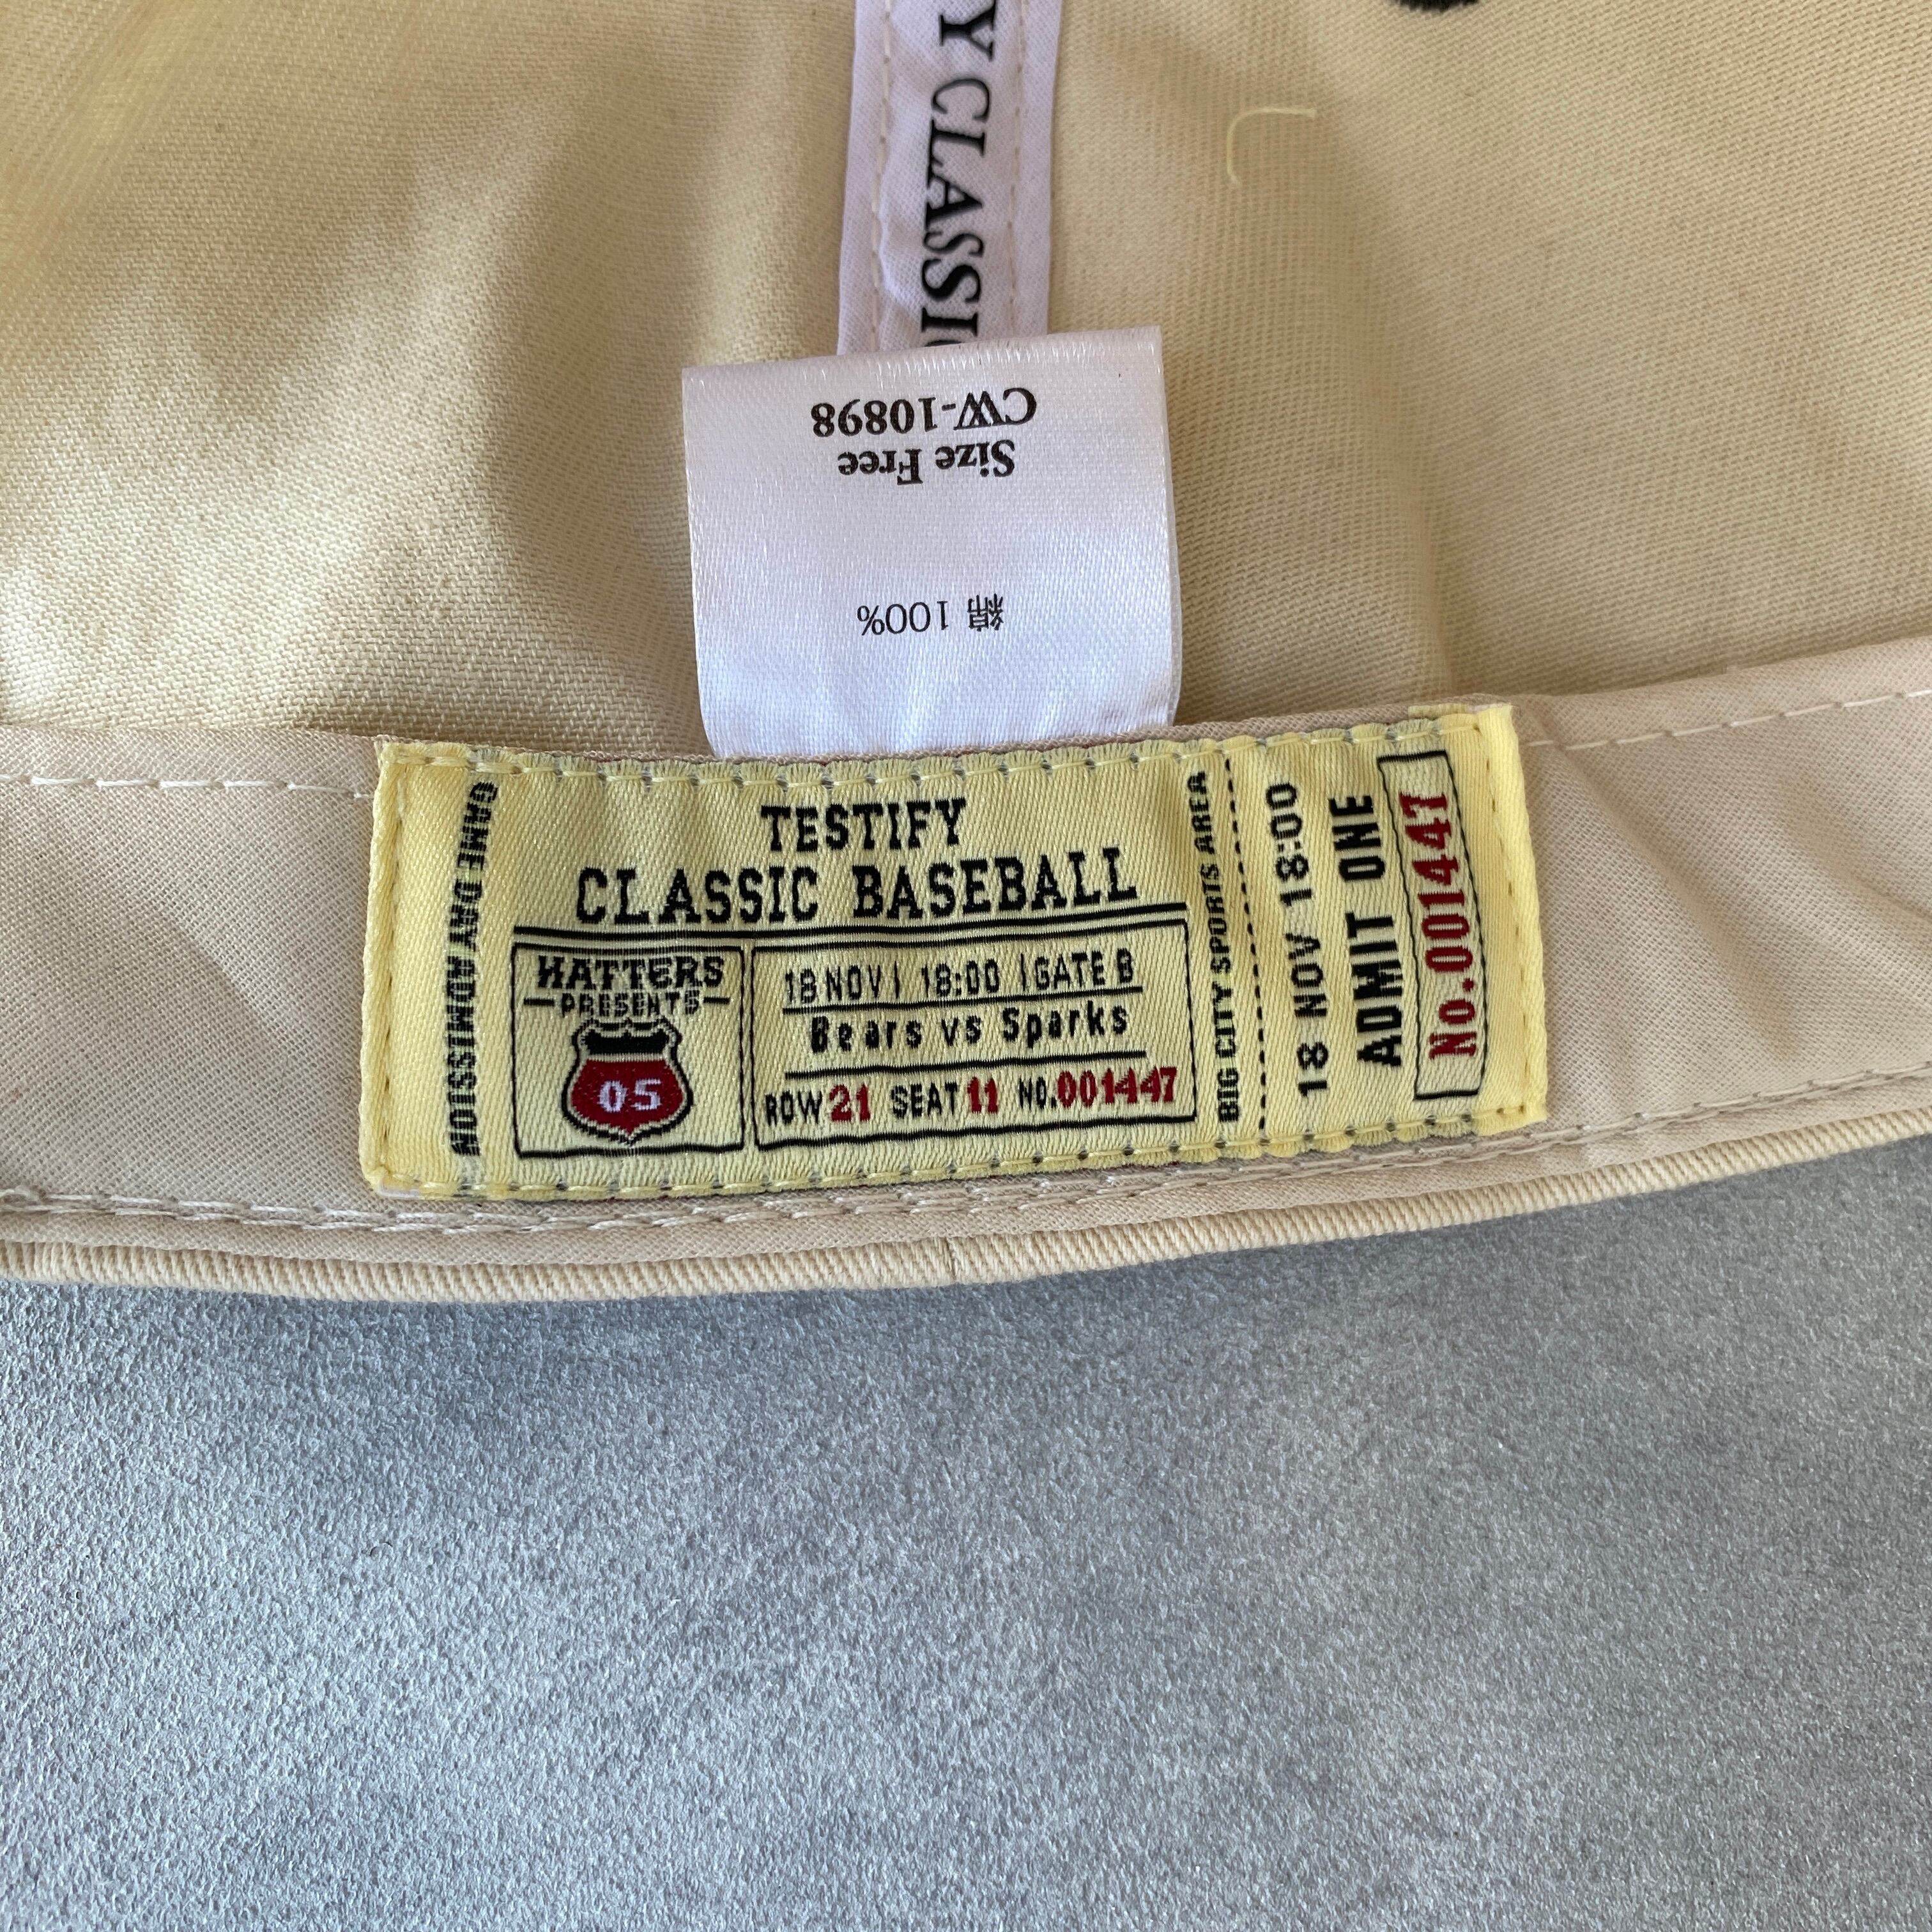 Y CLASSIC
CW-10898
Size Free
綿 100%
GAME DAY ADMISSION
TESTIFY
CLASSIC BASEBALL
HATTERS
PRESENTS
05
18 NOV | 18:00 | GATE B
Bears vs Sparks
ROW 21 SEAT 11 NO.001447
BIG CITY SPORTS AREA
18 NOV 18:00
ADMIT ONE
No.001447